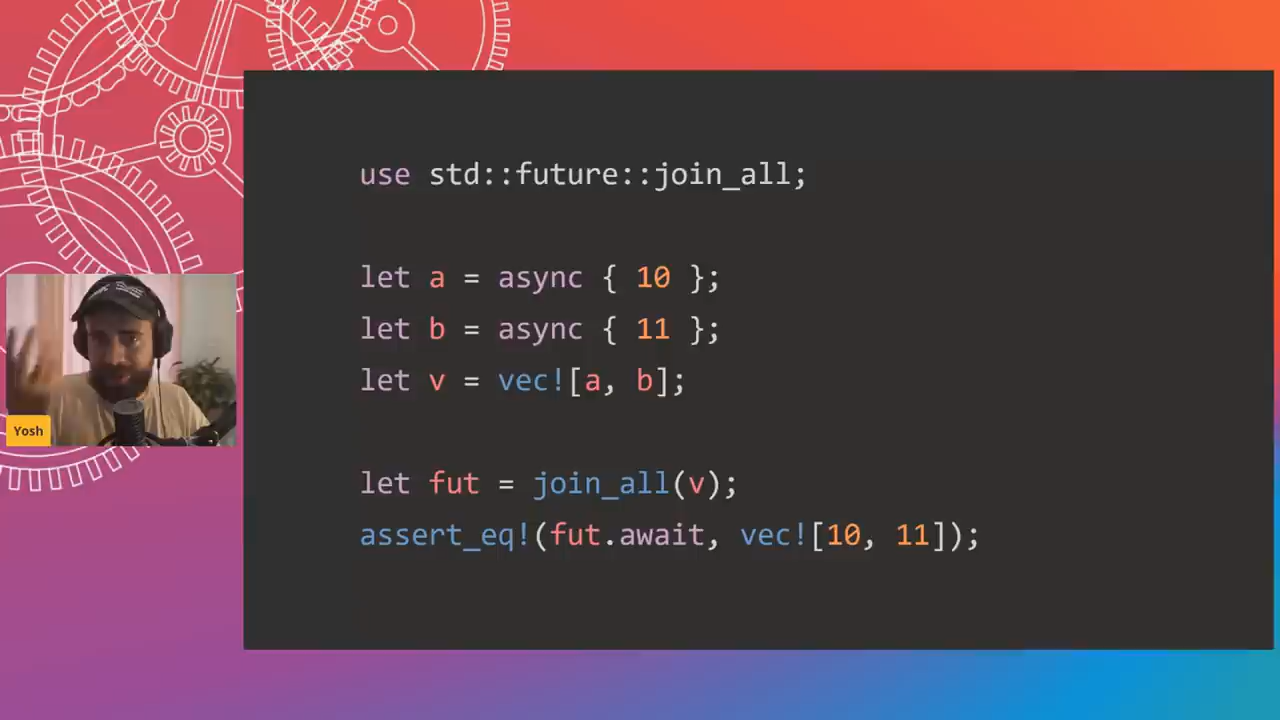 use std::future::join_all;
let a = async { 10 };
let b = async { 11 };
let v = vec![a, b];
let fut = join_all(v);
assert_eq!(fut.await, vec![10, 11]);
Yosh